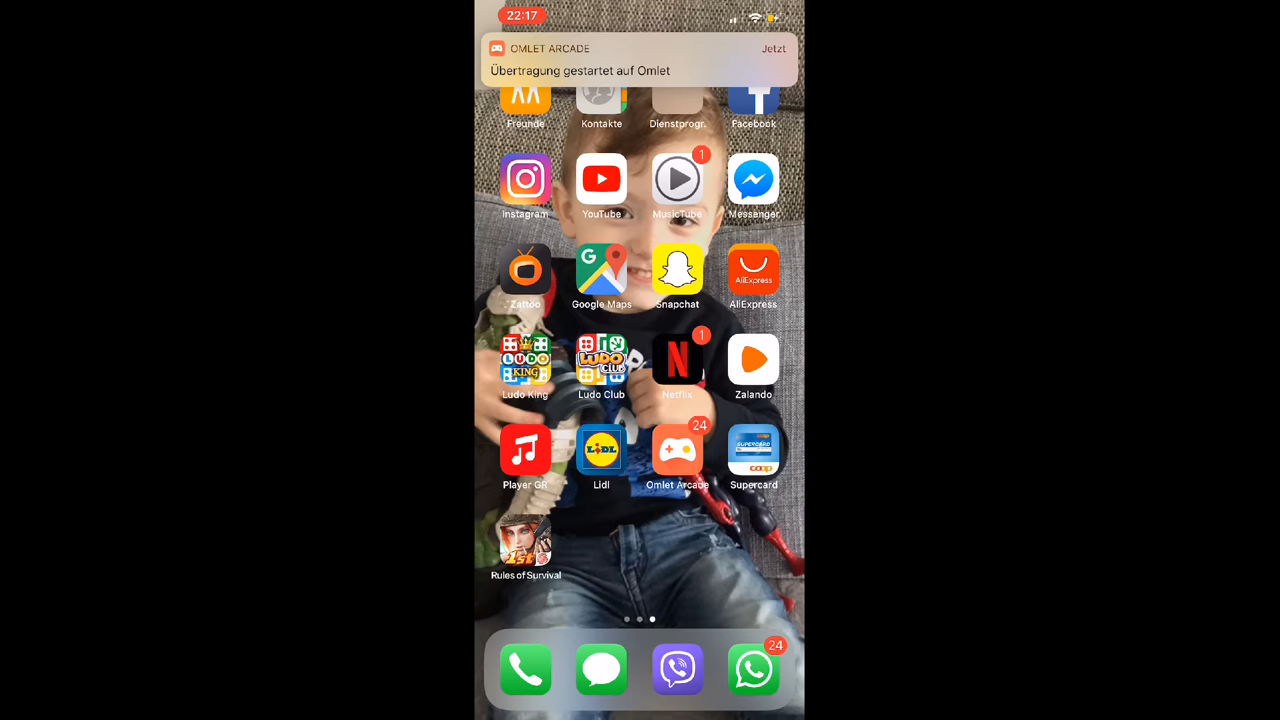 22:17
OMLET ARCADE Jetzt
Übertragung gestartet auf Omlet
Freunde Kontakte Dienstprogr. Facebook
1
Instagram YouTube MusicTube Messenger
G AliExpress
Zattoo Google Maps Snapchat AliExpress
LUDO KING LUDO CLUB N 1
Ludo King Ludo Club Netflix Zalando
LIDL 24 SUPERCARD coop
Player GR Lidl Omlet Arcade Supercard
1st
Rules of Survival
24